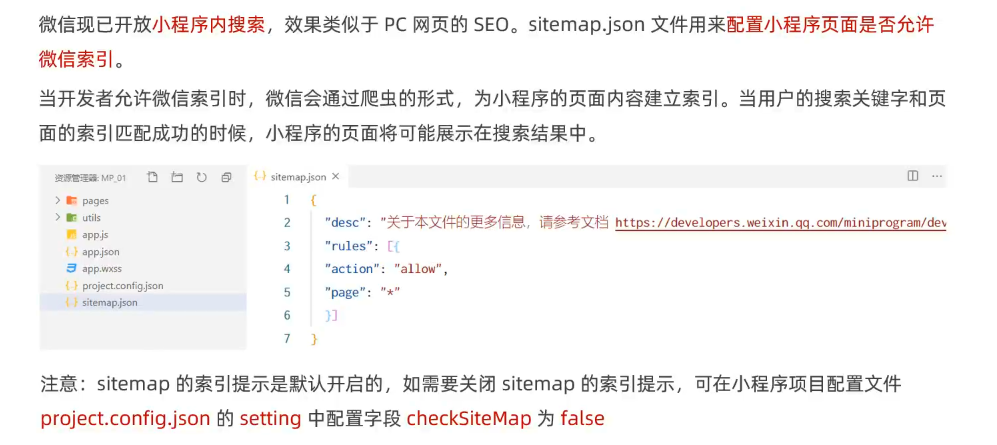 微信现已开放小程序内搜索，效果类似于 PC 网页的 SEO。sitemap.json 文件用来配置小程序页面是否允许
微信索引。
当开发者允许微信索引时，微信会通过爬虫的形式，为小程序的页面内容建立索引。当用户的搜索关键字和页
面的索引匹配成功的时候，小程序的页面将可能展示在搜索结果中。
资源管理器: MP_01
pages
utils
app.js
app.json
app.wxss
project.config.json
sitemap.json
sitemap.json ×
1 {
2 "desc": "关于本文件的更多信息，请参考文档 https://developers.weixin.qq.com/miniprogram/dev
3 "rules": [{
4 "action": "allow",
5 "page": "*"
6 }]
7 }
注意：sitemap 的索引提示是默认开启的，如需要关闭 sitemap 的索引提示，可在小程序项目配置文件
project.config.json 的 setting 中配置字段 checkSiteMap 为 false